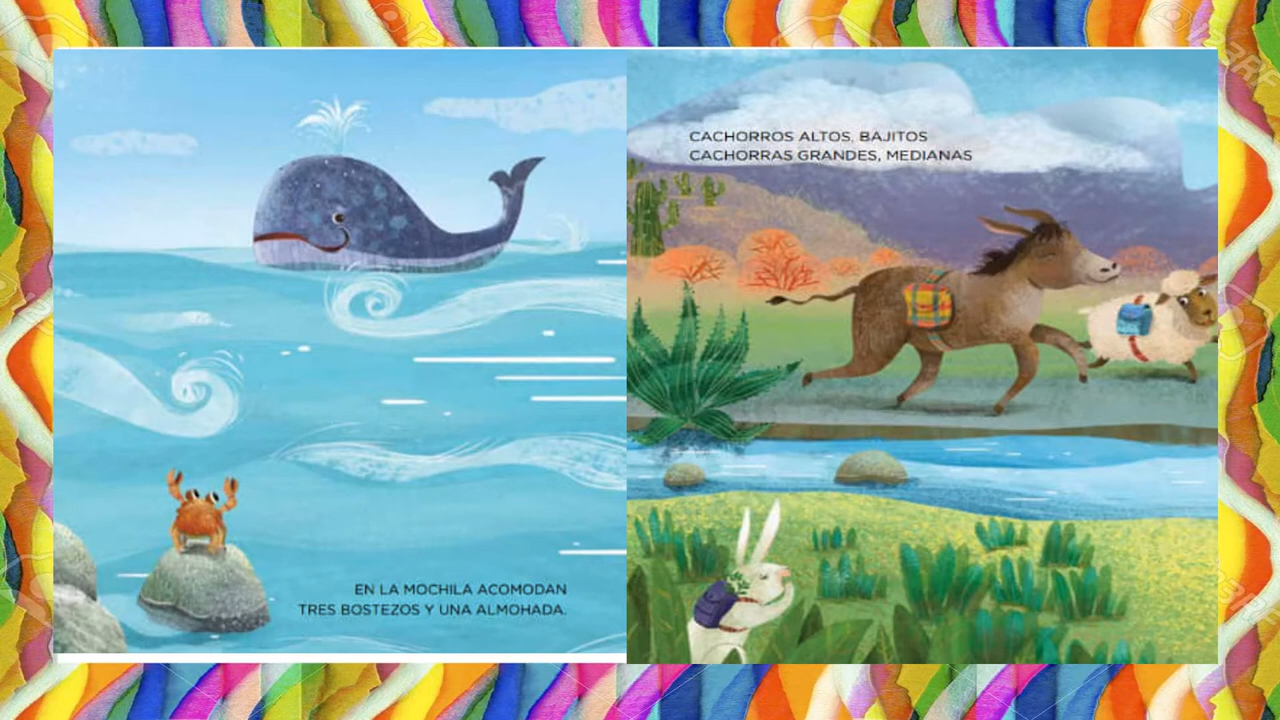 EN LA MOCHILA ACOMODAN
TRES BOSTEZOS Y UNA ALMOHADA.
CACHORROS ALTOS, BAJITOS
CACHORRAS GRANDES, MEDIANAS